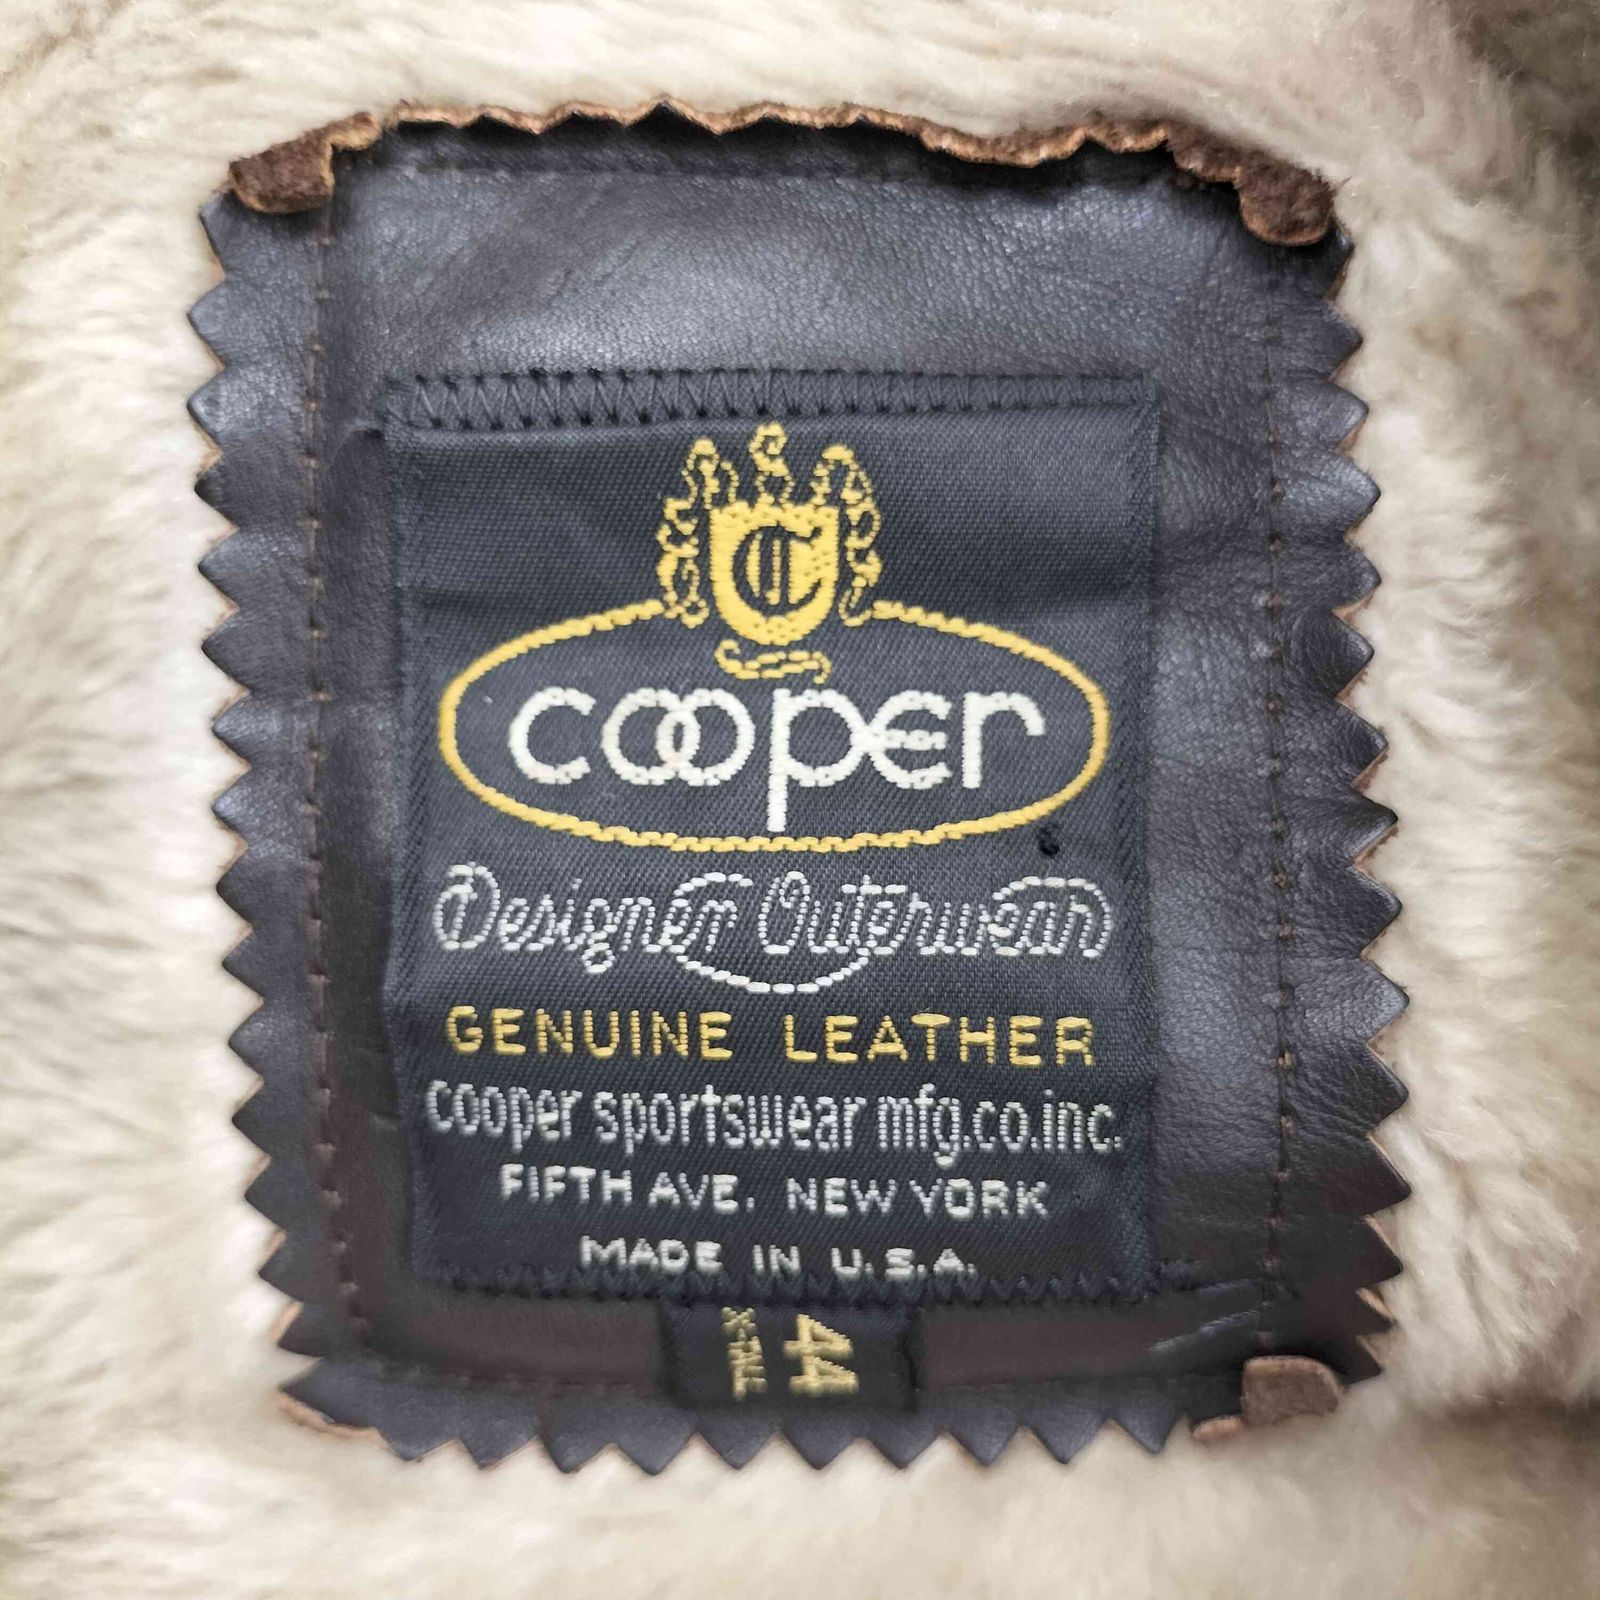 C
cooper
Designer Outerwear
GENUINE LEATHER
cooper sportswear mfg.co.inc.
FIFTH AVE. NEW YORK
MADE IN U.S.A.
44
X-TALL